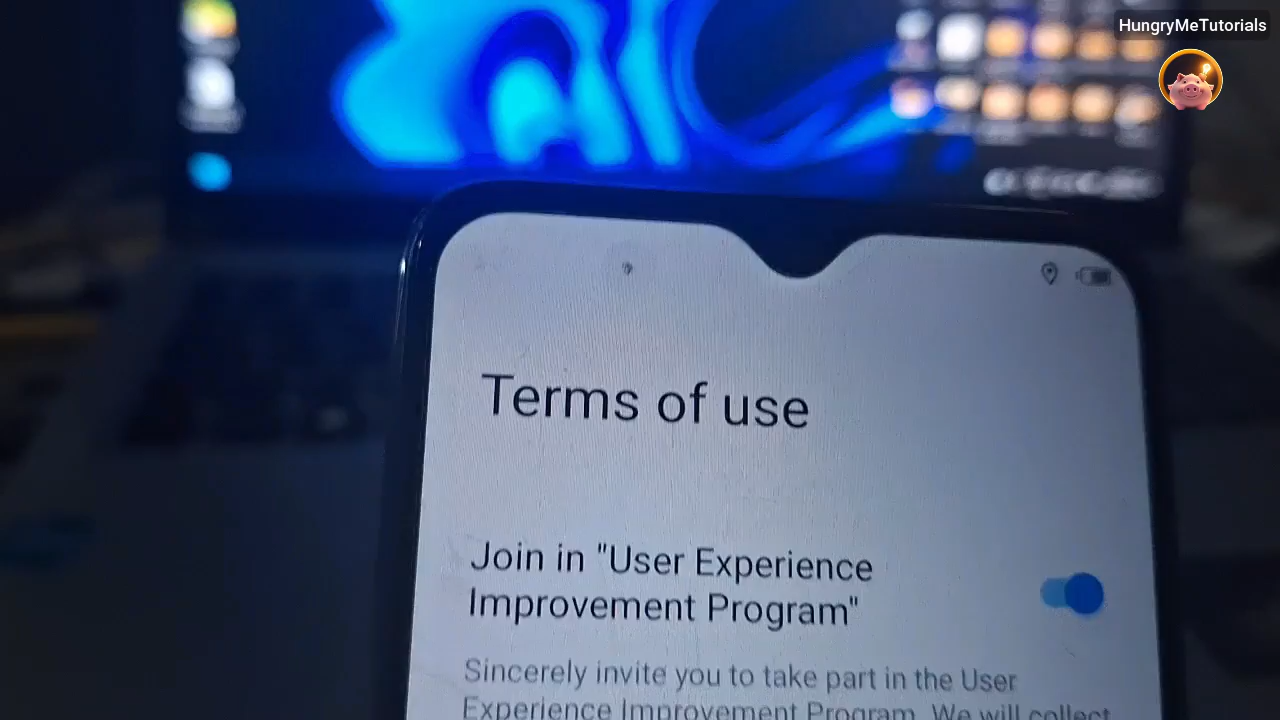 HungryMeTutorials
Terms of use
Join in "User Experience
Improvement Program"
Sincerely invite you to take part in the User
Experience Improvement Program. We will collect